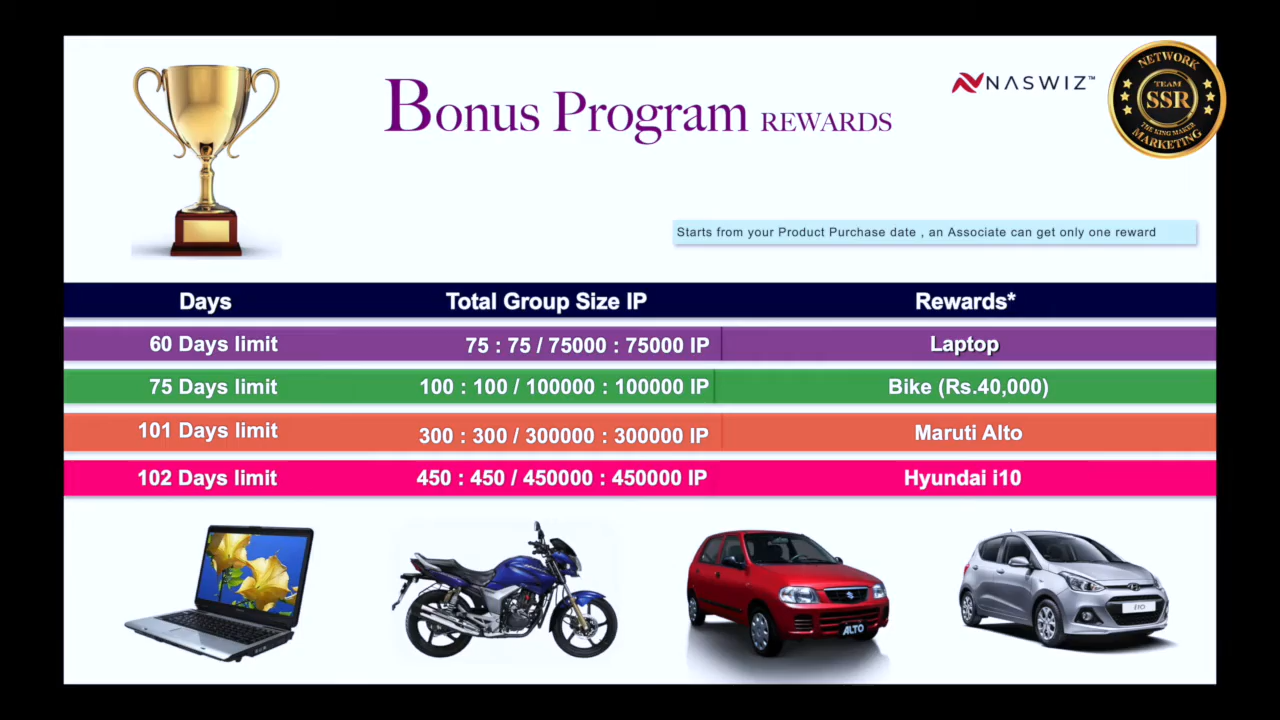 Bonus Program REWARDS
NASWIZ™
NETWORK
TEAM
SSR
THE KING MAKER
MARKETING
Starts from your Product Purchase date , an Associate can get only one reward
Days Total Group Size IP Rewards*
60 Days limit 75 : 75 / 75000 : 75000 IP Laptop
75 Days limit 100 : 100 / 100000 : 100000 IP Bike (Rs.40,000)
101 Days limit 300 : 300 / 300000 : 300000 IP Maruti Alto
102 Days limit 450 : 450 / 450000 : 450000 IP Hyundai i10
ALTO
i10